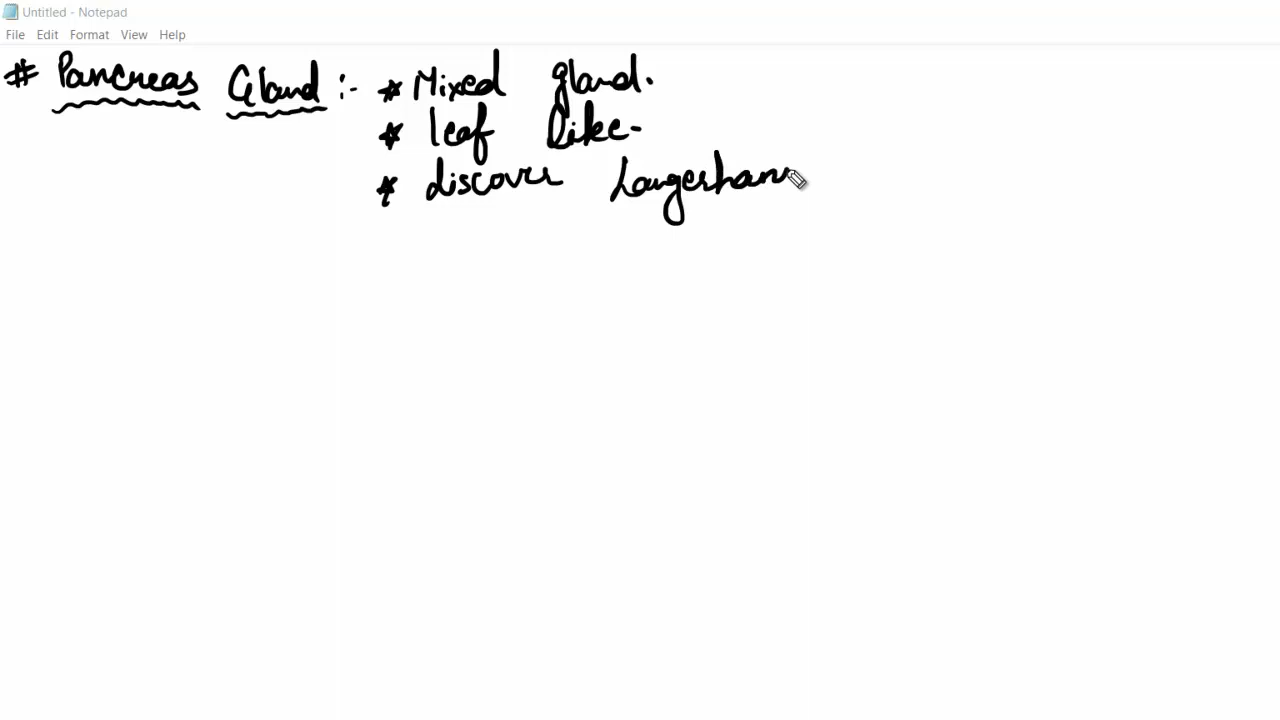 Untitled - Notepad
File Edit Format View Help
# Pancreas Gland :- * Mixed gland.
* leaf like-
* discover Langerhans